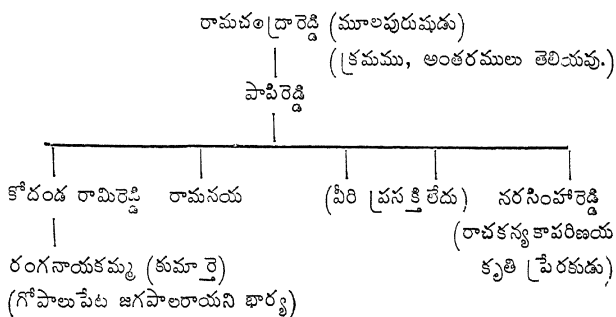 రామచంద్రారెడ్డి (మూలపురుషుడు)
(క్రమము, అంతరములు తెలియవు.)
పాపిరెడ్డి
కోదండ రామిరెడ్డి రామనయ (వీరి ప్రసక్తి లేదు) నరసింహారెడ్డి
(రాచకన్యకాపరిణయ
రంగనాయకమ్మ (కుమార్తె) కృతి ప్రేరకుడు)
(గోపాలుపేట జగపాలరాయని భార్య)